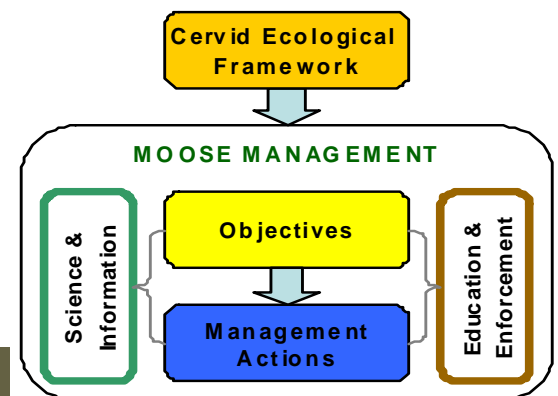 Cervid Ecological
Framework
MOOSE MANAGEMENT
Science &
Information
Objectives
Management
Actions
Education &
Enforcement